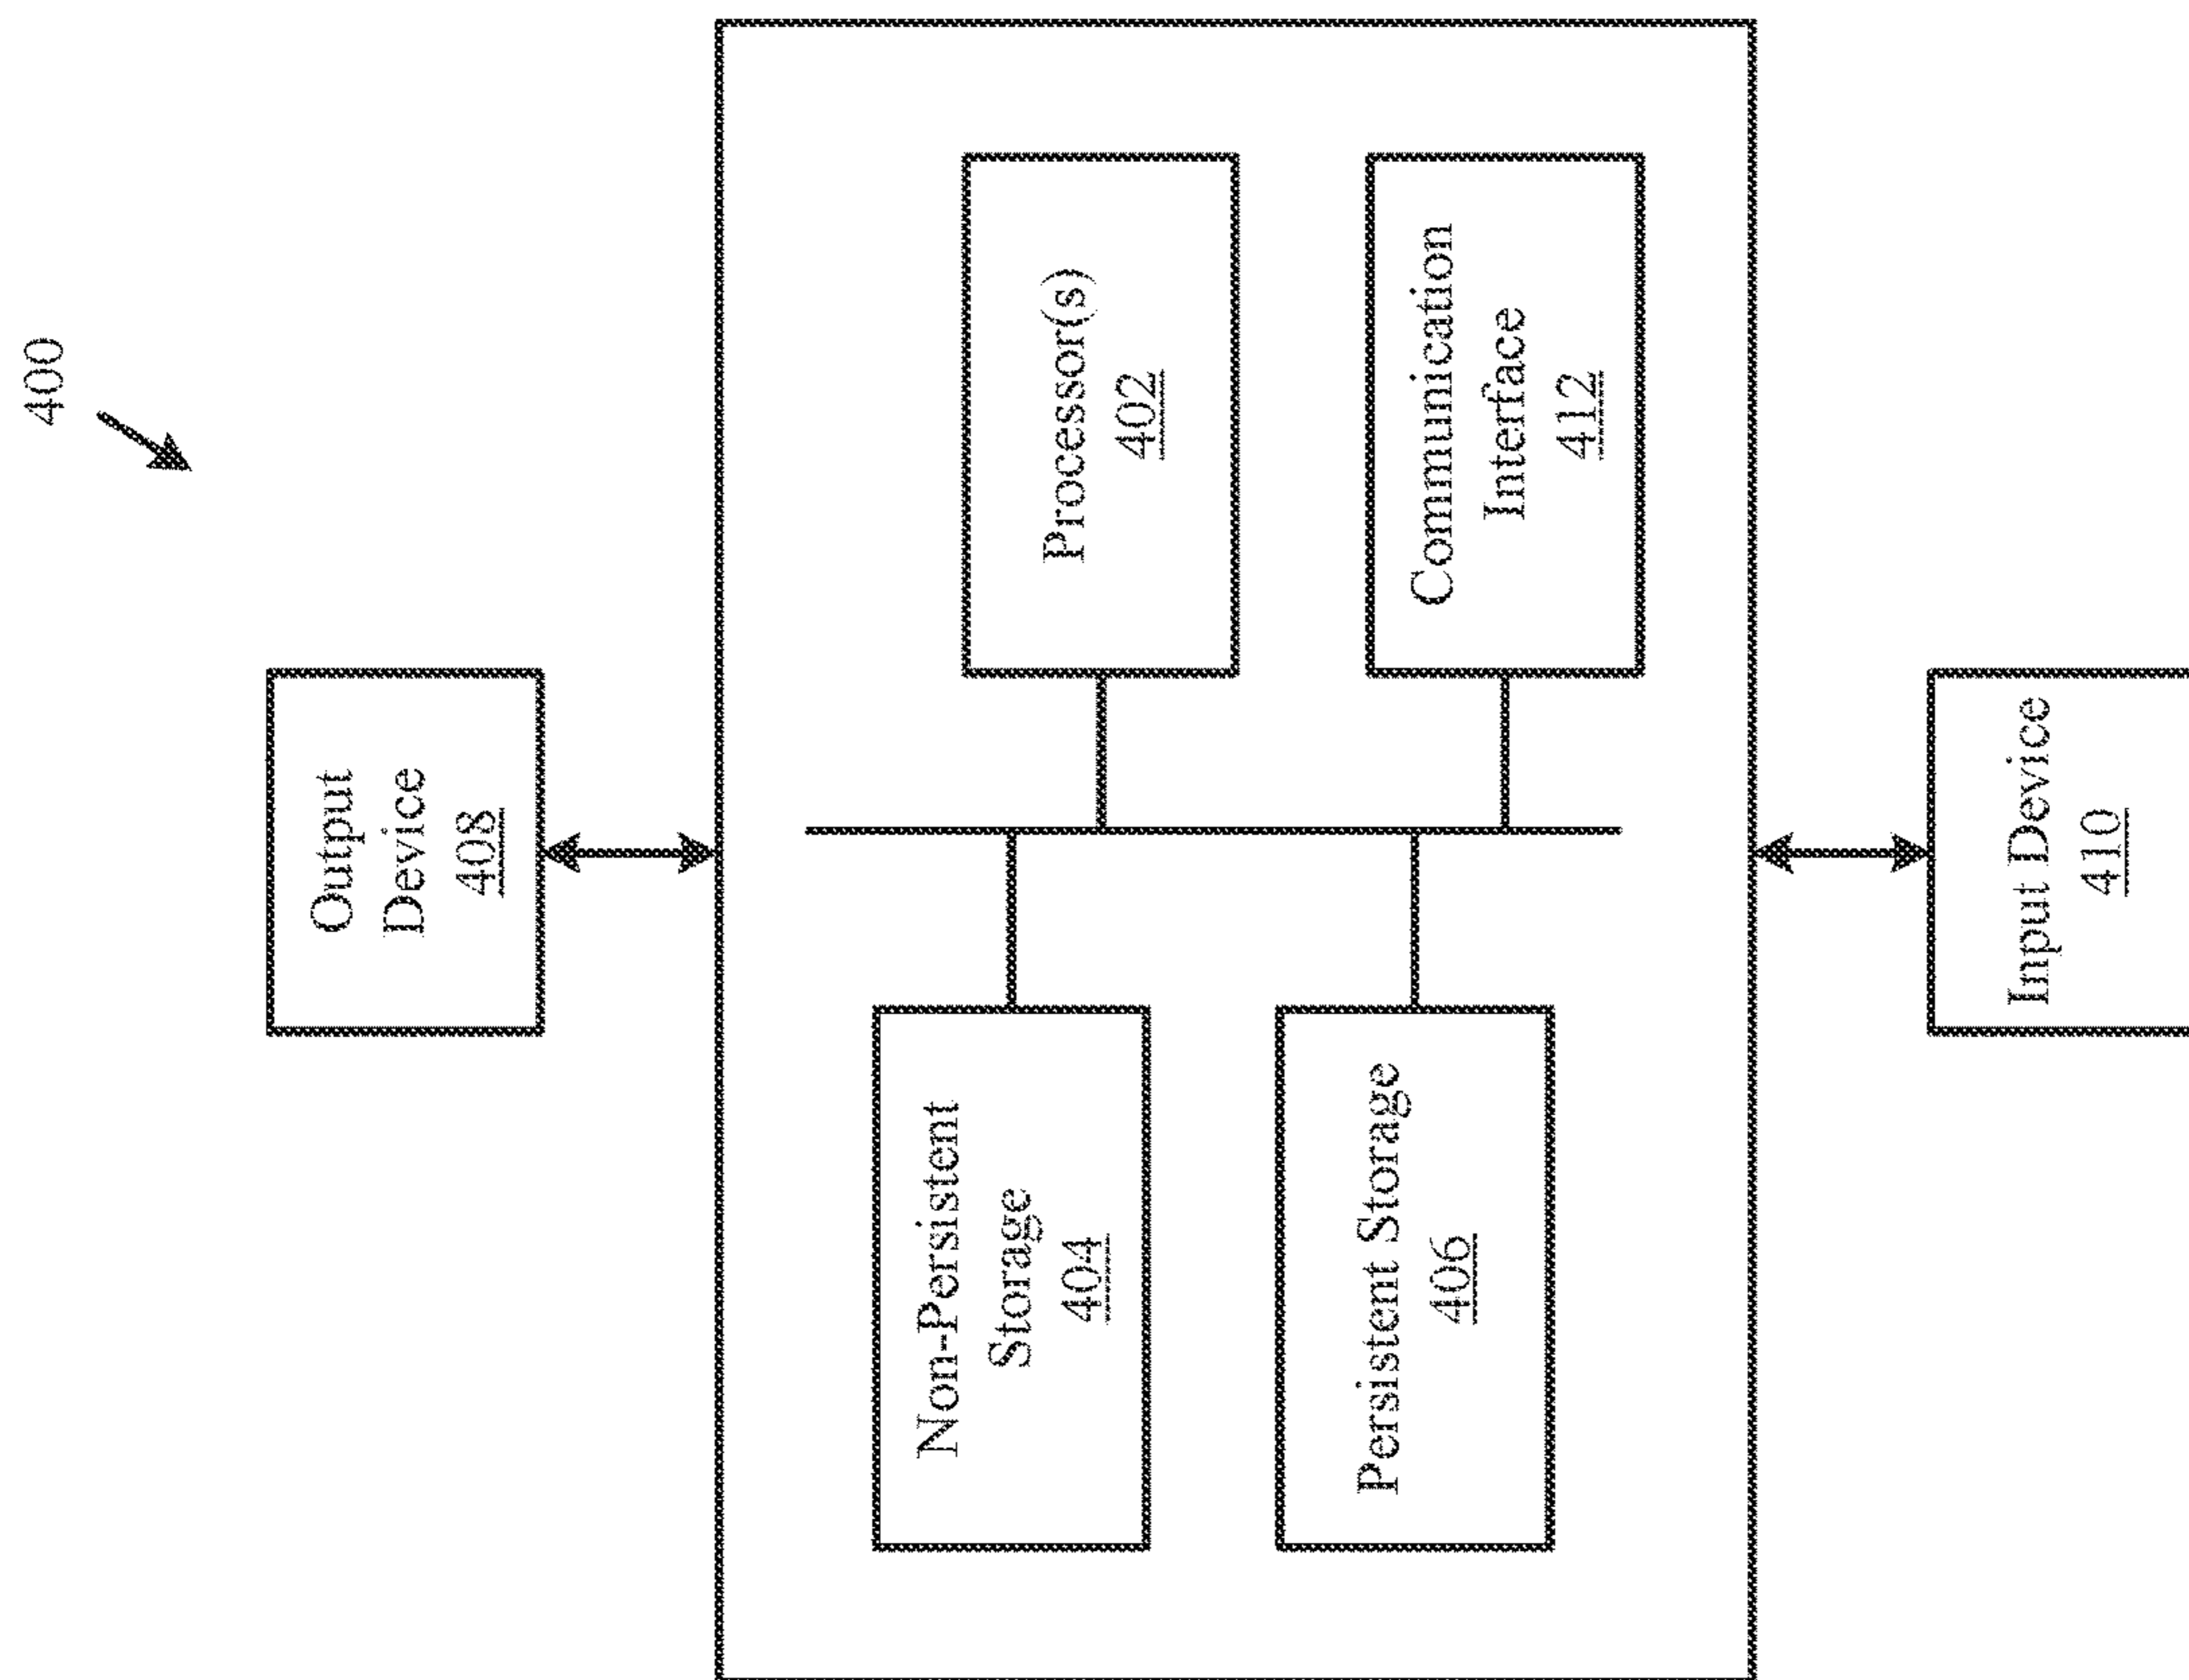 400
Output
Device
408
Non-Persistent
Storage
404
Processor(s)
402
Persistent Storage
406
Communication
Interface
412
Input Device
410